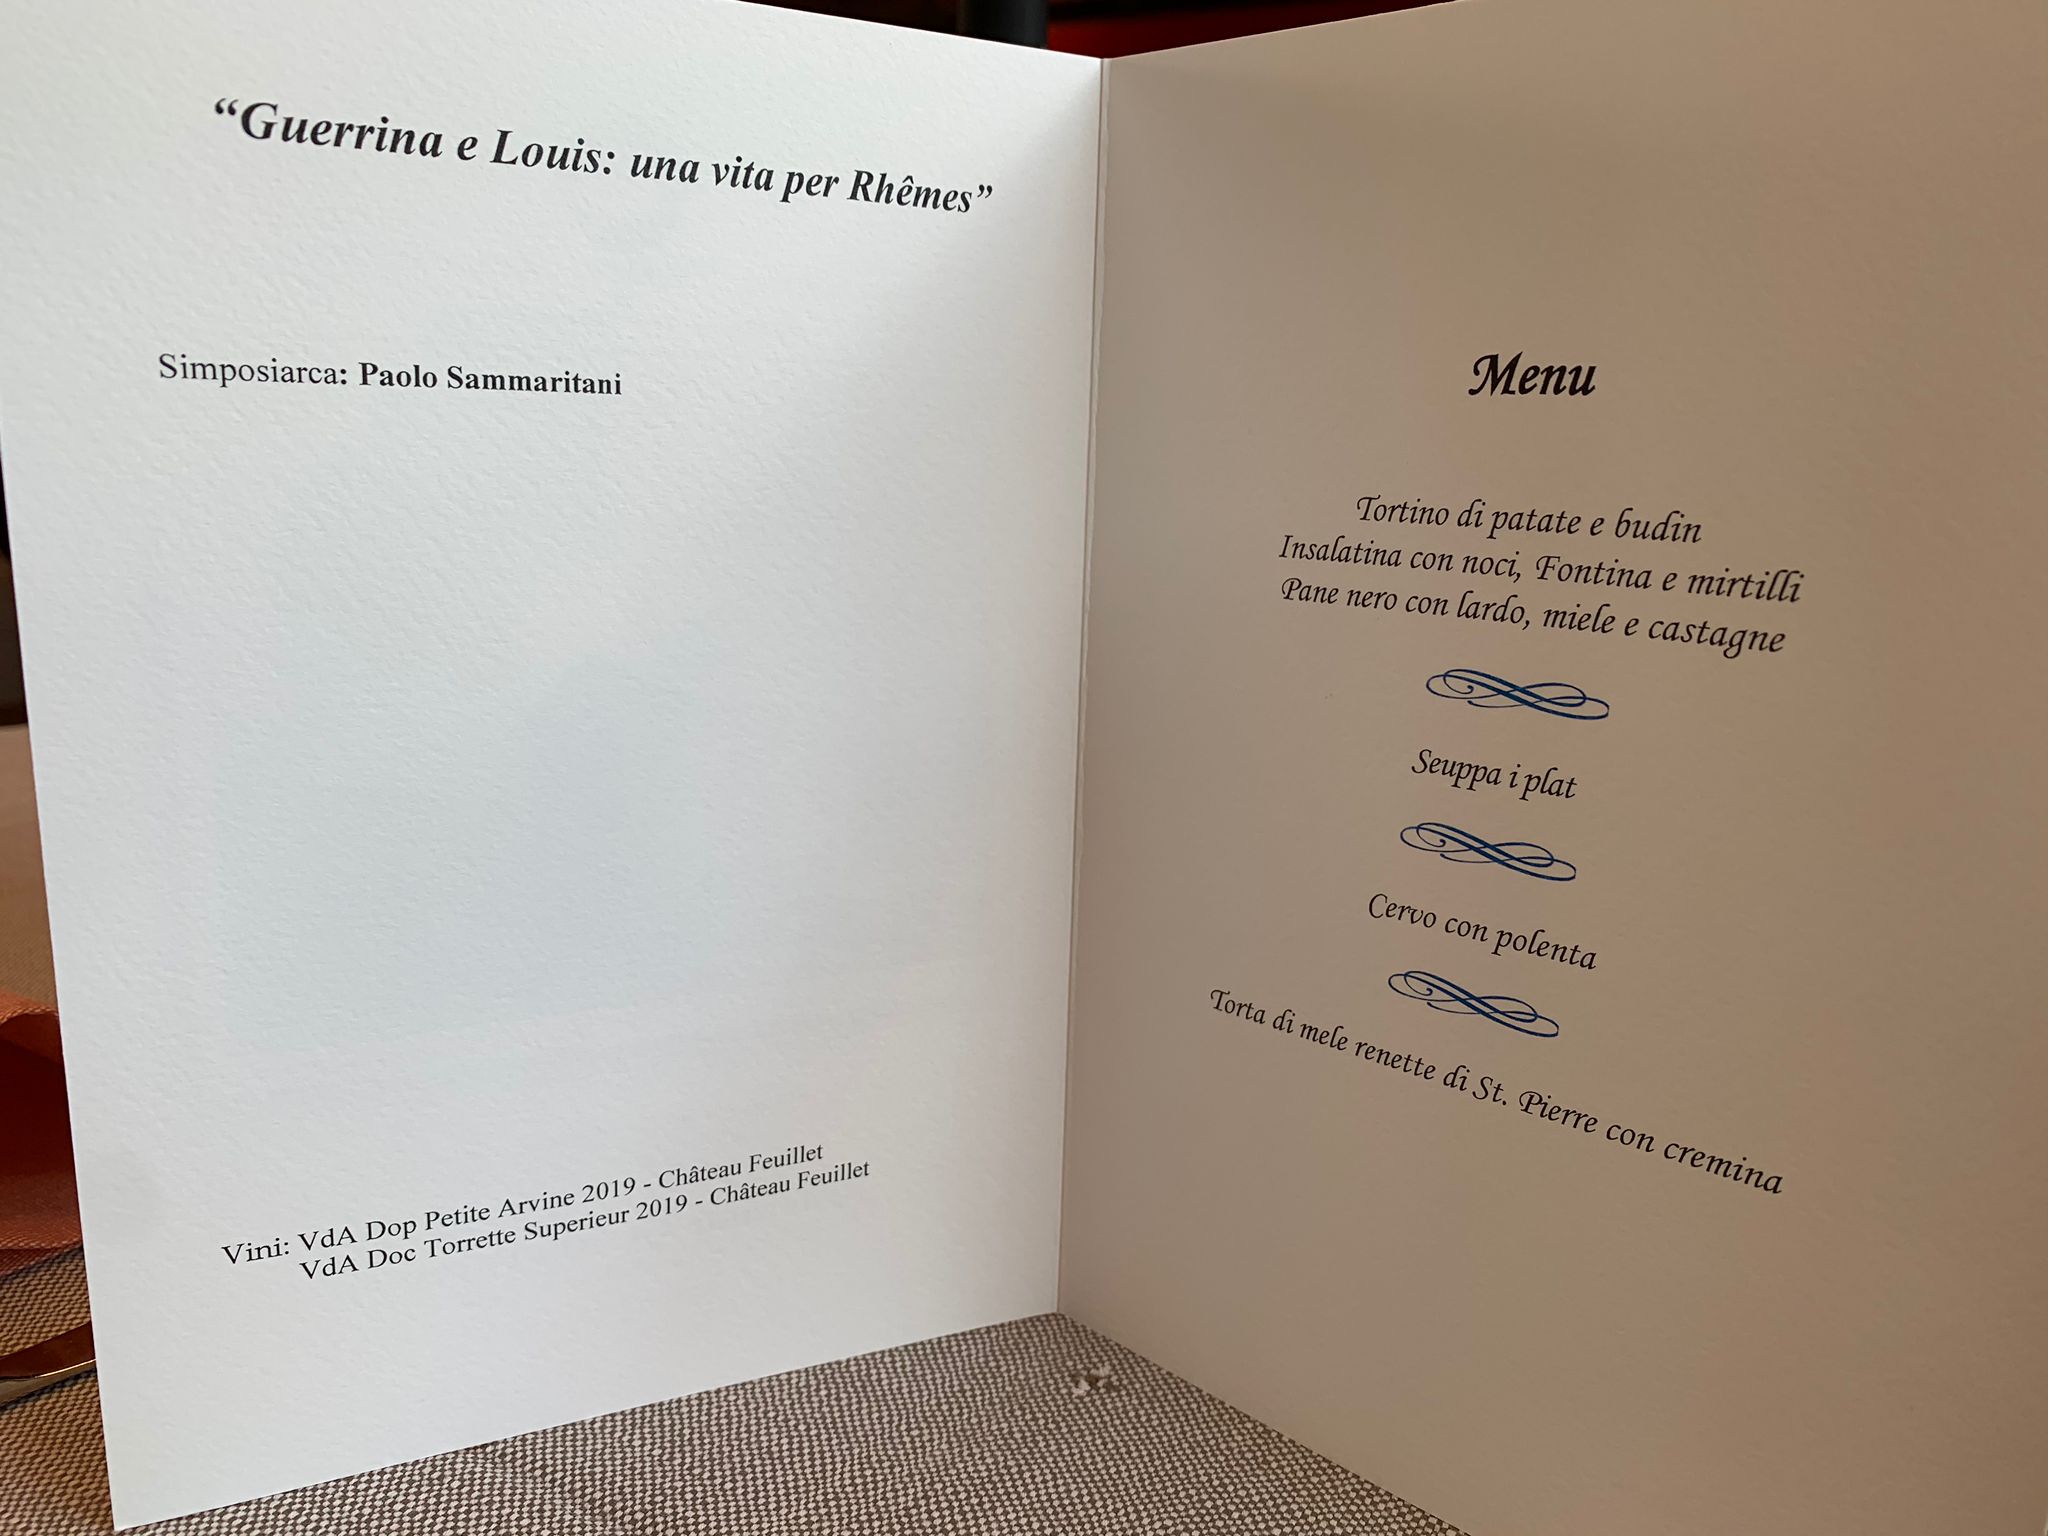 “Guerrina e Louis: una vita per Rhêmes”
Simposiarca: Paolo Sammaritani
Vini: VdA Dop Petite Arvine 2019 - Château Feuillet
VdA Doc Torrette Superieur 2019 - Château Feuillet
Menu
Tortino di patate e budin
Insalatina con noci, Fontina e mirtilli
Pane nero con lardo, miele e castagne
Seuppa i plat
Cervo con polenta
Torta di mele renette di St. Pierre con cremina